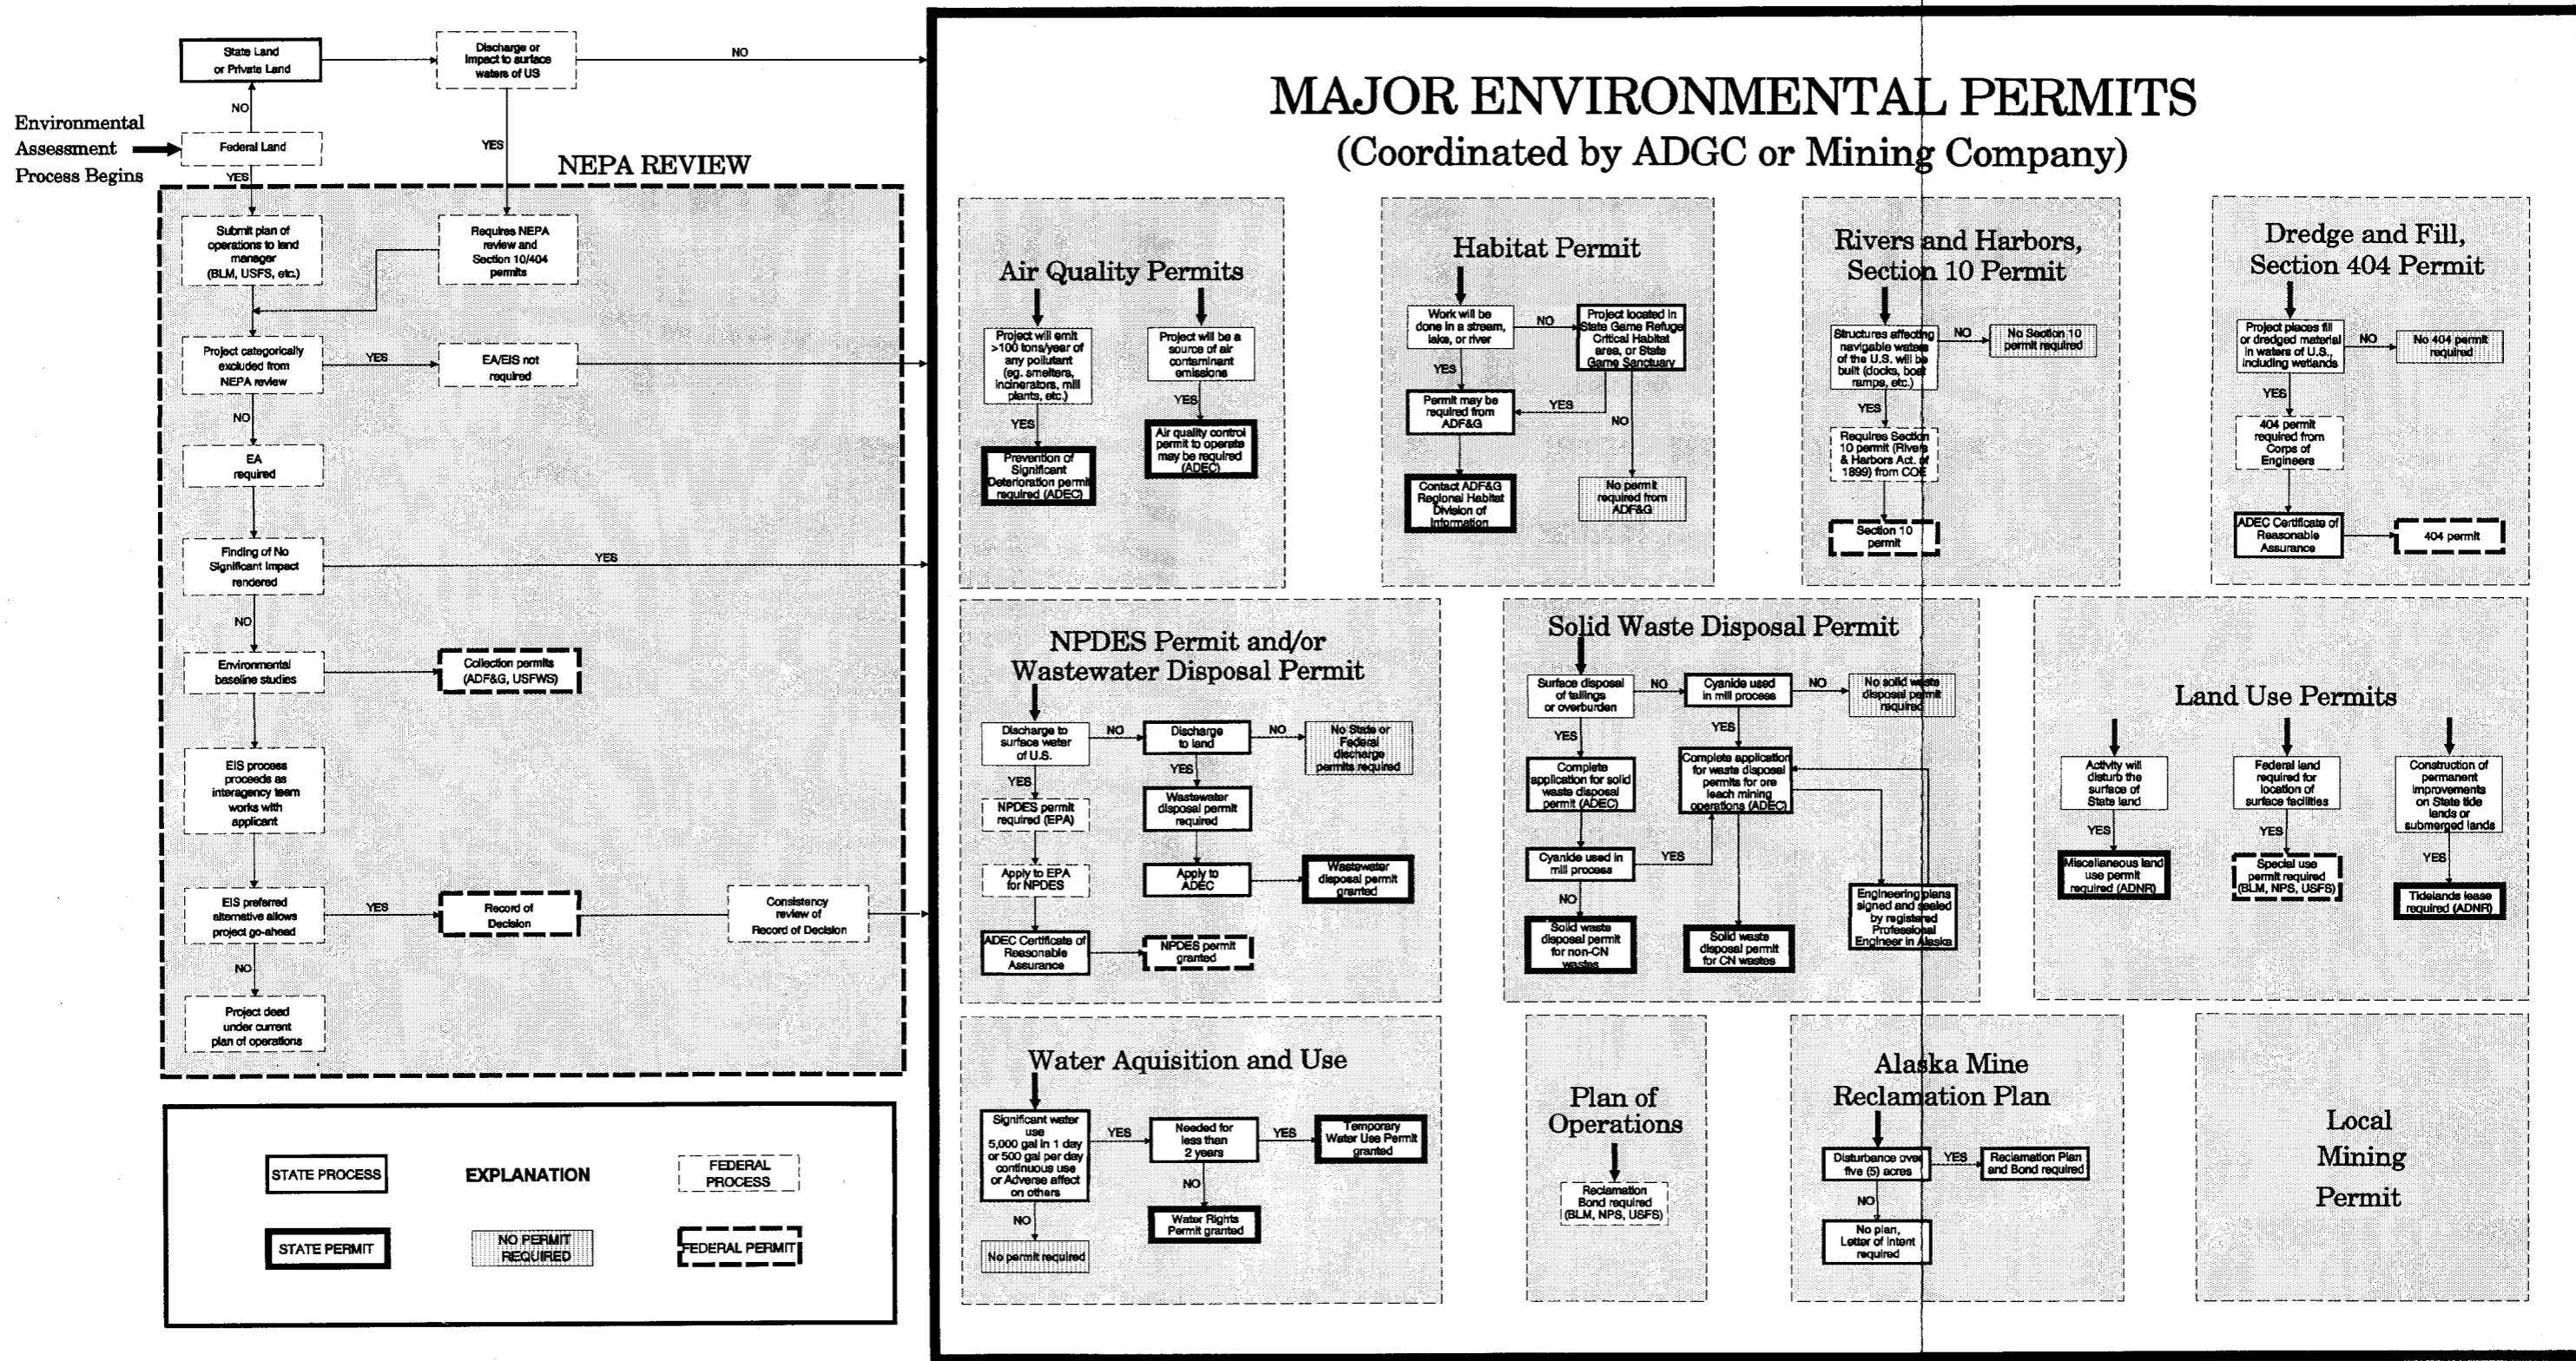 State Land
or Private Land
Discharge or
Impact to surface
waters of US
NO
NO
Environmental
Assessment
Process Begins
Federal Land
YES
YES
NEPA REVIEW
Submit plan of
operations to land
manager
(BLM, USFS, etc.)
Requires NEPA
review and
Section 10/404
permits
Project categorically
excluded from
NEPA review
YES
EA/EIS not
required
NO
EA
required
Finding of No
Significant Impact
rendered
YES
NO
Environmental
baseline studies
Collection permits
(ADF&G, USFWS)
EIS process
proceeds as
interagency team
works with
applicant
EIS preferred
alternative allows
project go-ahead
YES
Record of
Decision
Consistency
review of
Record of Decision
NO
Project dead
under current
plan of operations
STATE PROCESS
EXPLANATION
FEDERAL
PROCESS
STATE PERMIT
NO PERMIT
REQUIRED
FEDERAL PERMIT
MAJOR ENVIRONMENTAL PERMITS
(Coordinated by ADGC or Mining Company)
Air Quality Permits
Project will emit
>100 tons/year of
any pollutant
(eg. smelters,
incinerators, mill
plants, etc.)
YES
Prevention of
Significant
Deterioration permit
required (ADEC)
Project will be a
source of air
contaminant
emissions
YES
Air quality control
permit to operate
may be required
(ADEC)
Habitat Permit
Work will be
done in a stream,
lake, or river
NO
Project located in
State Game Refuge
Critical Habitat
area, or State
Game Sanctuary
YES
Permit may be
required from
ADF&G
YES
NO
Contact ADF&G
Regional Habitat
Division of
Information
No permit
required from
ADF&G
Rivers and Harbors,
Section 10 Permit
Structures affecting
navigable waters
of the U.S. will be
built (docks, boat
ramps, etc.)
NO
No Section 10
permit required
YES
Requires Section
10 permit (Rivers
& Harbors Act. of
1899) from COE
Section 10
permit
Dredge and Fill,
Section 404 Permit
Project places fill
or dredged material
in waters of U.S.,
including wetlands
NO
No 404 permit
required
YES
404 permit
required from
Corps of
Engineers
ADEC Certificate of
Reasonable
Assurance
404 permit
NPDES Permit and/or
Wastewater Disposal Permit
Discharge to
surface water
of U.S.
NO
Discharge
to land
NO
No State or
Federal
discharge
permits required
YES
NPDES permit
required (EPA)
YES
Wastewater
disposal permit
required
Apply to EPA
for NPDES
Apply to
ADEC
Wastewater
disposal permit
granted
ADEC Certificate of
Reasonable
Assurance
NPDES permit
granted
Solid Waste Disposal Permit
Surface disposal
of tailings
or overburden
NO
Cyanide used
in mill process
NO
No solid waste
disposal permit
required
YES
Complete
application for solid
waste disposal
permit (ADEC)
YES
Complete application
for waste disposal
permits for ore
leach mining
operations (ADEC)
Cyanide used in
mill process
YES
NO
Solid waste
disposal permit
for non-CN
wastes
Solid waste
disposal permit
for CN wastes
Engineering plans
signed and sealed
by registered
Professional
Engineer in Alaska
Land Use Permits
Activity will
disturb the
surface of
State land
YES
Miscellaneous land
use permit
required (ADNR)
Federal land
required for
location of
surface facilities
YES
Special use
permit required
(BLM, NPS, USFS)
Construction of
permanent
improvements
on State tide
lands or
submerged lands
YES
Tidelands lease
required (ADNR)
Water Aquisition and Use
Significant water
use
5,000 gal in 1 day
or 500 gal per day
continuous use
or Adverse affect
on others
YES
Needed for
less than
2 years
YES
Temporary
Water Use Permit
granted
NO
No permit required
NO
Water Rights
Permit granted
Plan of
Operations
Reclamation
Bond required
(BLM, NPS, USFS)
Alaska Mine
Reclamation Plan
Disturbance over
five (5) acres
YES
Reclamation Plan
and Bond required
NO
No plan,
Letter of Intent
required
Local
Mining
Permit